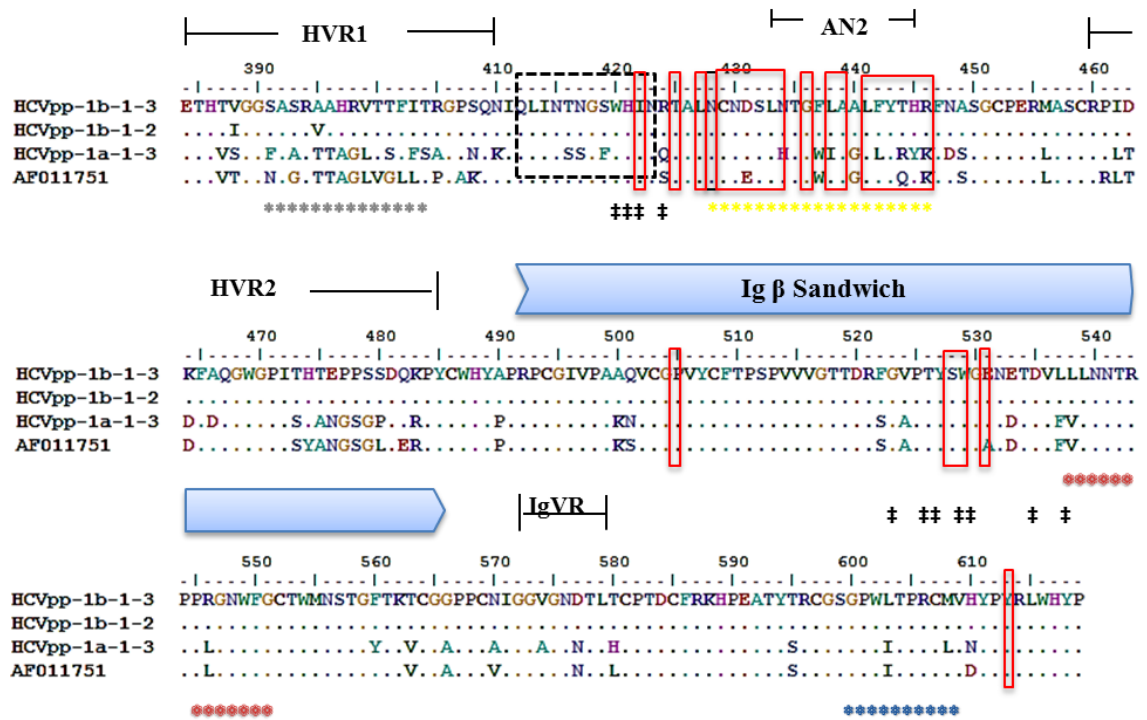 HVR1 AN2
390 400 410 420 430 440 450 460
HCVpp-1b-1-3 ETHTVGGSASRAAHRVTTFITRGPSQNIQLINTNGSWHINRTALNCNDSLNTGFLAALFYTHRFNASGCPERMASCRPID
HCVpp-1b-1-2 ....I......V....................................................................
HCVpp-1a-1-3 ...VS..F.A.TTAGL.S.FSA..N.K.....SS.F....Q.........H..WI.G..L.RYK.DS......L.....LT
AF011751 ...VT..N.G.TTAGLVGLL.P.AK...............S......E.....W..G...Q.K..S......L....RLT
****************** ‡‡‡ ‡ *******************
HVR2 Ig β Sandwich
470 480 490 500 510 520 530 540
HCVpp-1b-1-3 KFAQGWGPITHTEPPSSDQKPYCWHYAPRPCGIVPAAQVCGPVYCFTPSPVVVGTTDRFGVPTYSWGENETDVLLLNNTR
HCVpp-1b-1-2 ................................................................................
HCVpp-1a-1-3 D.D......S.ANGSGP..R......P.........KN....................S.A........D...FV.....
AF011751 D........SYANGSGL.ER......P.........KS....................S.A......A.D...FV.....
IgVR ‡ ‡‡ ‡‡ ‡ ‡
550 560 570 580 590 600 610
HCVpp-1b-1-3 PPRGNWFGCTWMNSTGFTKTCGGPPCNIGGVGNDTLTCPTDCFRKHPEATYTRCGSGPWLTPRCMVHYPYRLWHYP
HCVpp-1b-1-2 ............................................................................
HCVpp-1a-1-3 ..L.............Y..V..A...A...A..N..H..............S........I...L.N.........
AF011751 ..L................V..A...V......N..L..............S........I.....D.........